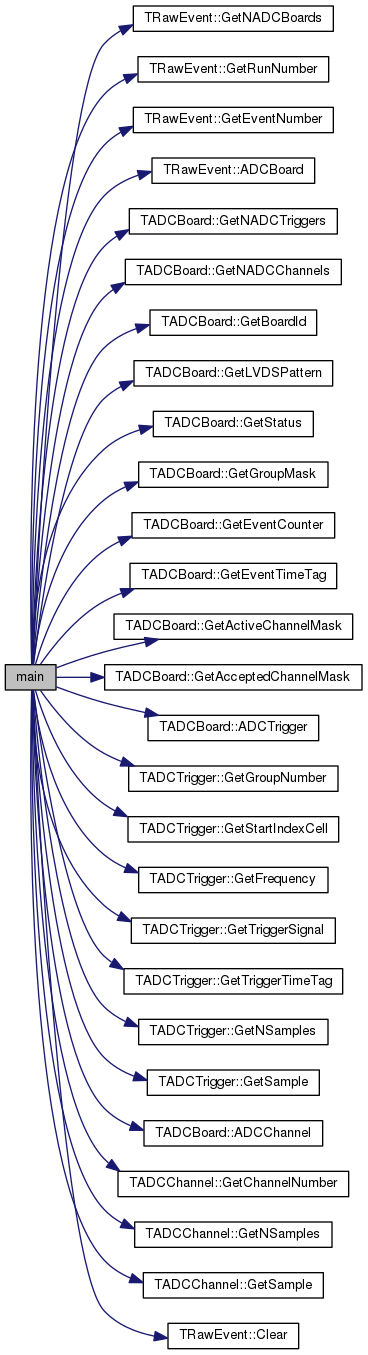 TRawEvent::GetNADCBoards
TRawEvent::GetRunNumber
TRawEvent::GetEventNumber
TRawEvent::ADCBoard
TADCBoard::GetNADCTriggers
TADCBoard::GetNADCChannels
TADCBoard::GetBoardId
TADCBoard::GetLVDSPattern
TADCBoard::GetStatus
TADCBoard::GetGroupMask
TADCBoard::GetEventCounter
TADCBoard::GetEventTimeTag
TADCBoard::GetActiveChannelMask
main
TADCBoard::GetAcceptedChannelMask
TADCBoard::ADCTrigger
TADCTrigger::GetGroupNumber
TADCTrigger::GetStartIndexCell
TADCTrigger::GetFrequency
TADCTrigger::GetTriggerSignal
TADCTrigger::GetTriggerTimeTag
TADCTrigger::GetNSamples
TADCTrigger::GetSample
TADCBoard::ADCChannel
TADCChannel::GetChannelNumber
TADCChannel::GetNSamples
TADCChannel::GetSample
TRawEvent::Clear